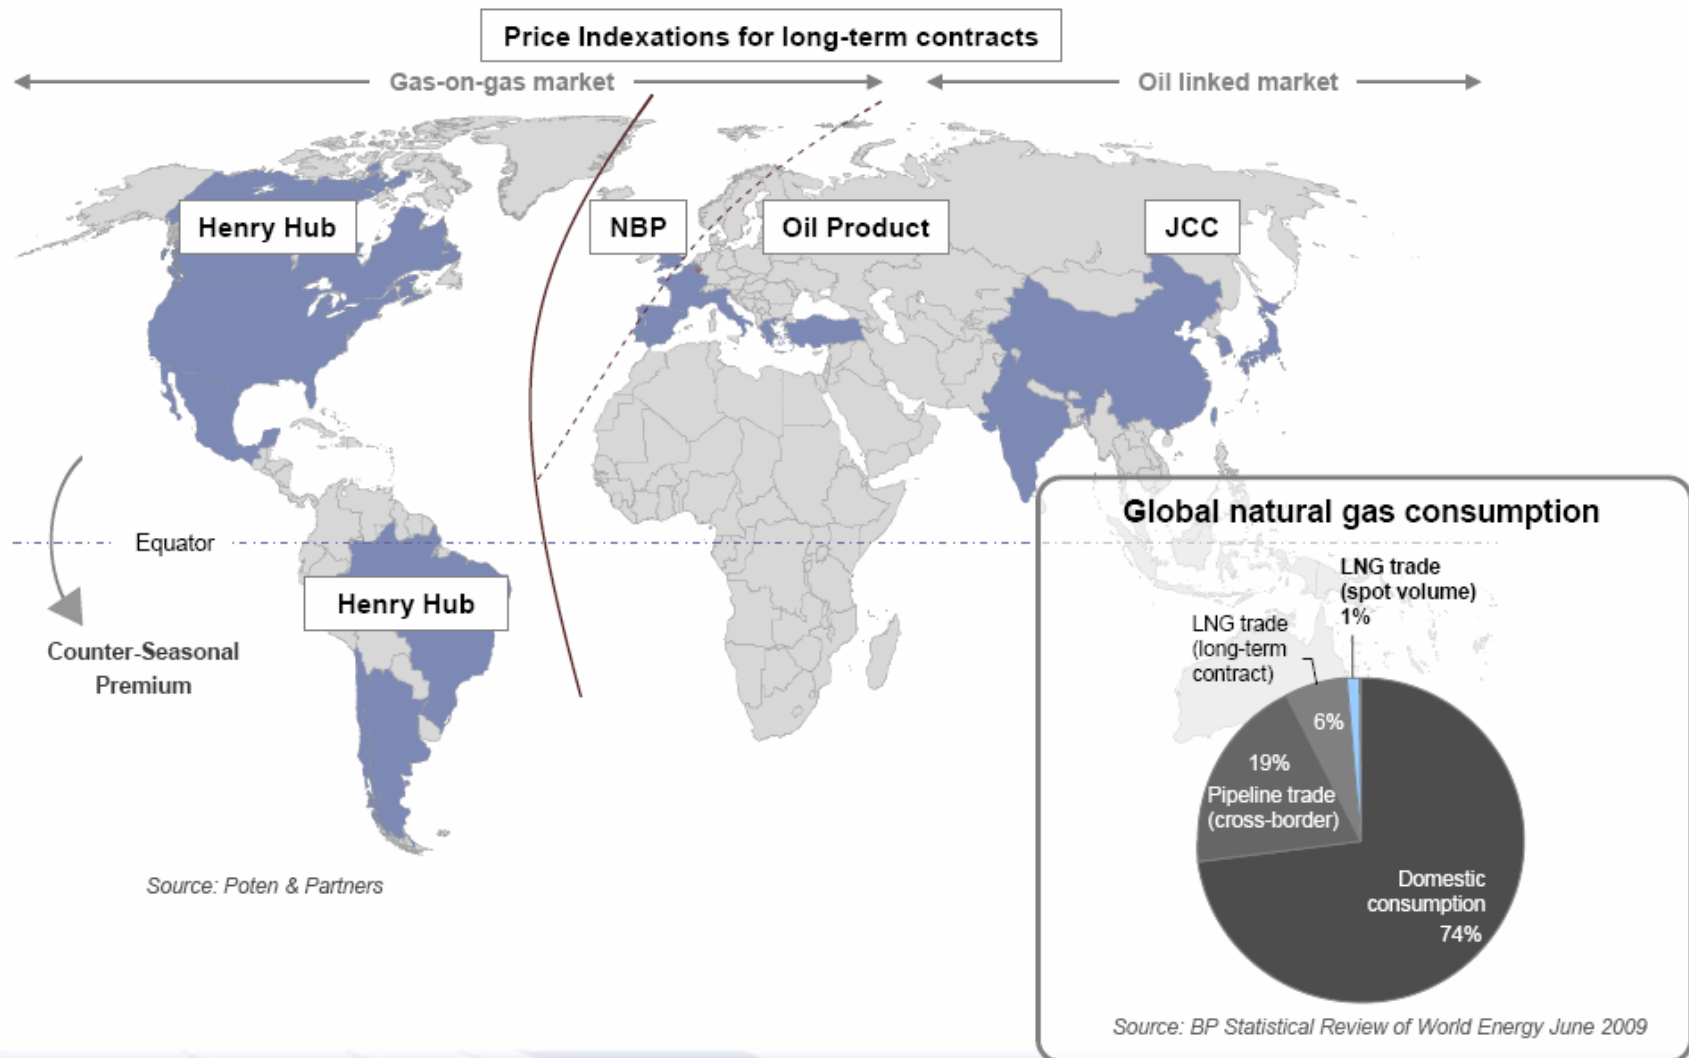 Price Indexations for long-term contracts
Gas-on-gas market
Oil linked market
Henry Hub
NBP
Oil Product
JCC
Equator
Henry Hub
Counter-Seasonal
Premium
Source: Poten & Partners
Global natural gas consumption
LNG trade
(spot volume)
1%
LNG trade
(long-term
contract)
6%
19%
Pipeline trade
(cross-border)
Domestic
consumption
74%
Source: BP Statistical Review of World Energy June 2009